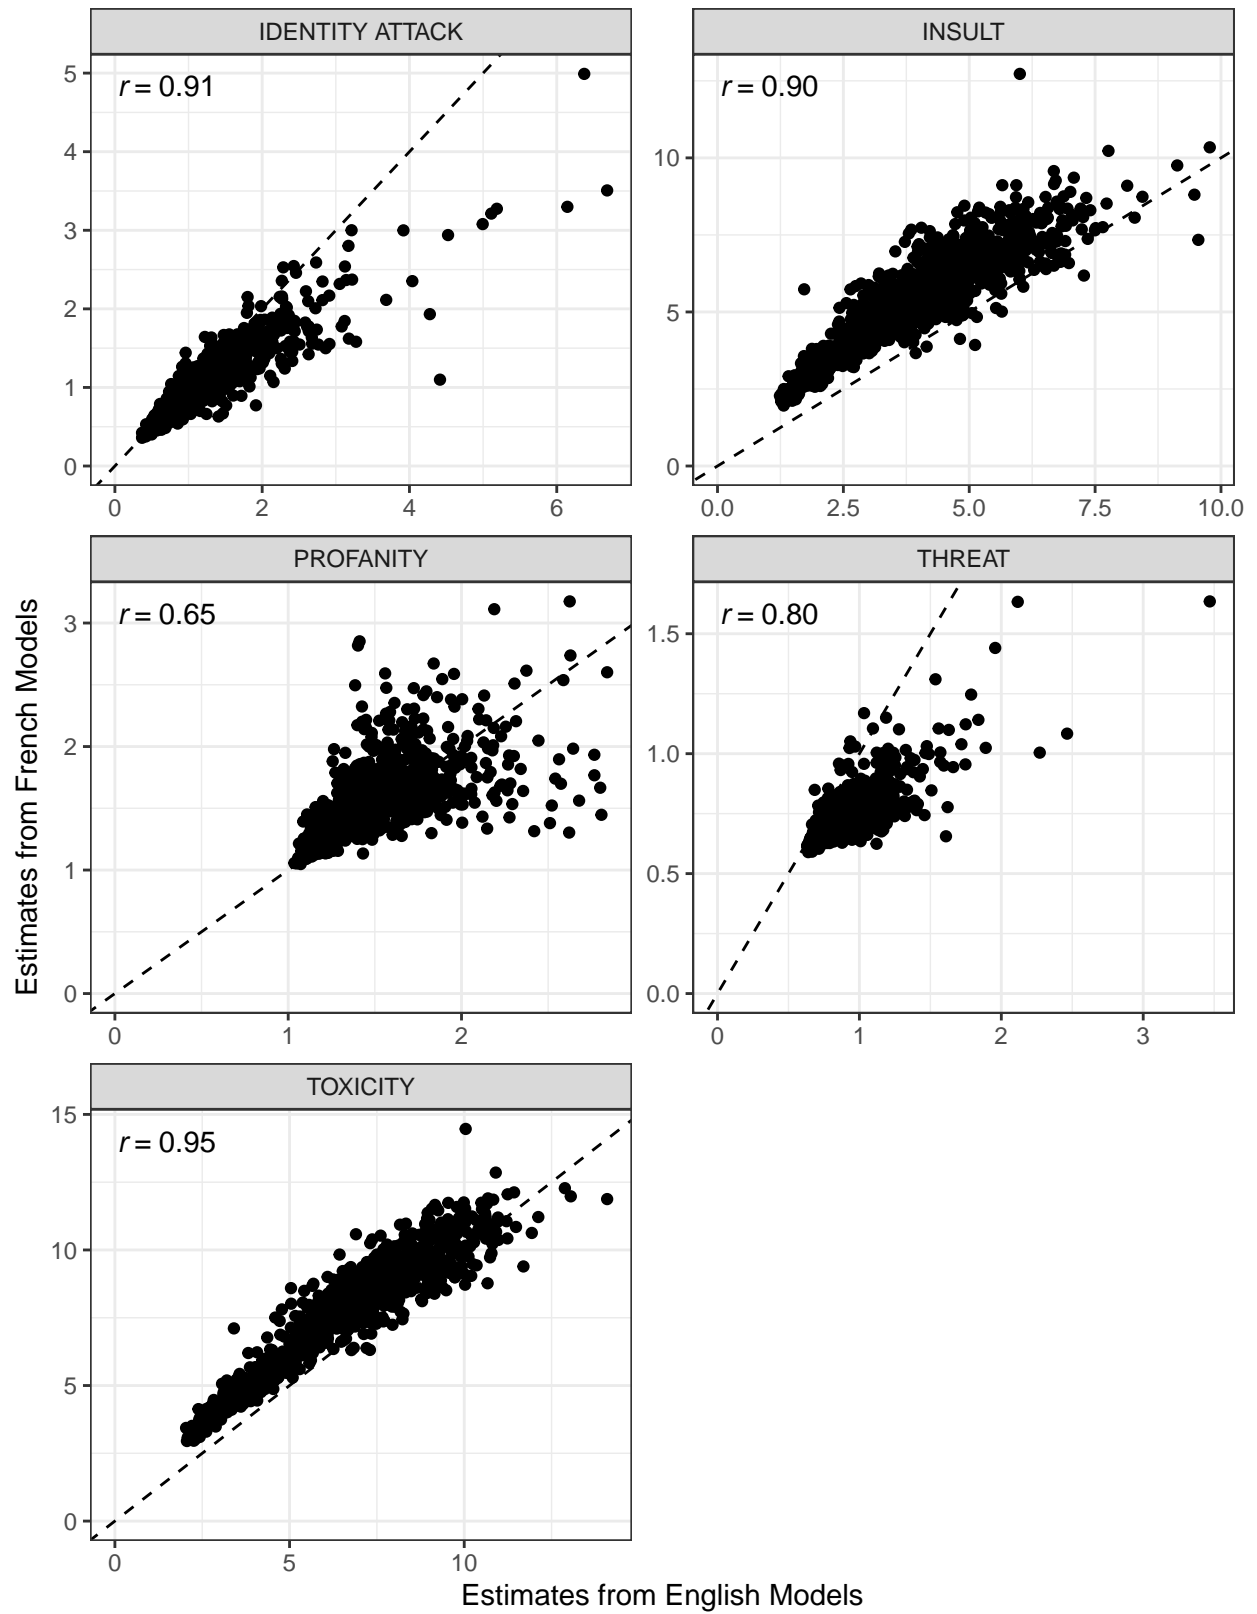 IDENTITY ATTACK
INSULT
r = 0.91
r = 0.90
5
4
3
2
1
0
10
5
0
0 2 4 6
0.0 2.5 5.0 7.5 10.0
PROFANITY
THREAT
r = 0.65
r = 0.80
3
2
1
0
1.5
1.0
0.5
0.0
0 1 2
0 1 2 3
Estimates from French Models
TOXICITY
r = 0.95
15
10
5
0
0 5 10
Estimates from English Models